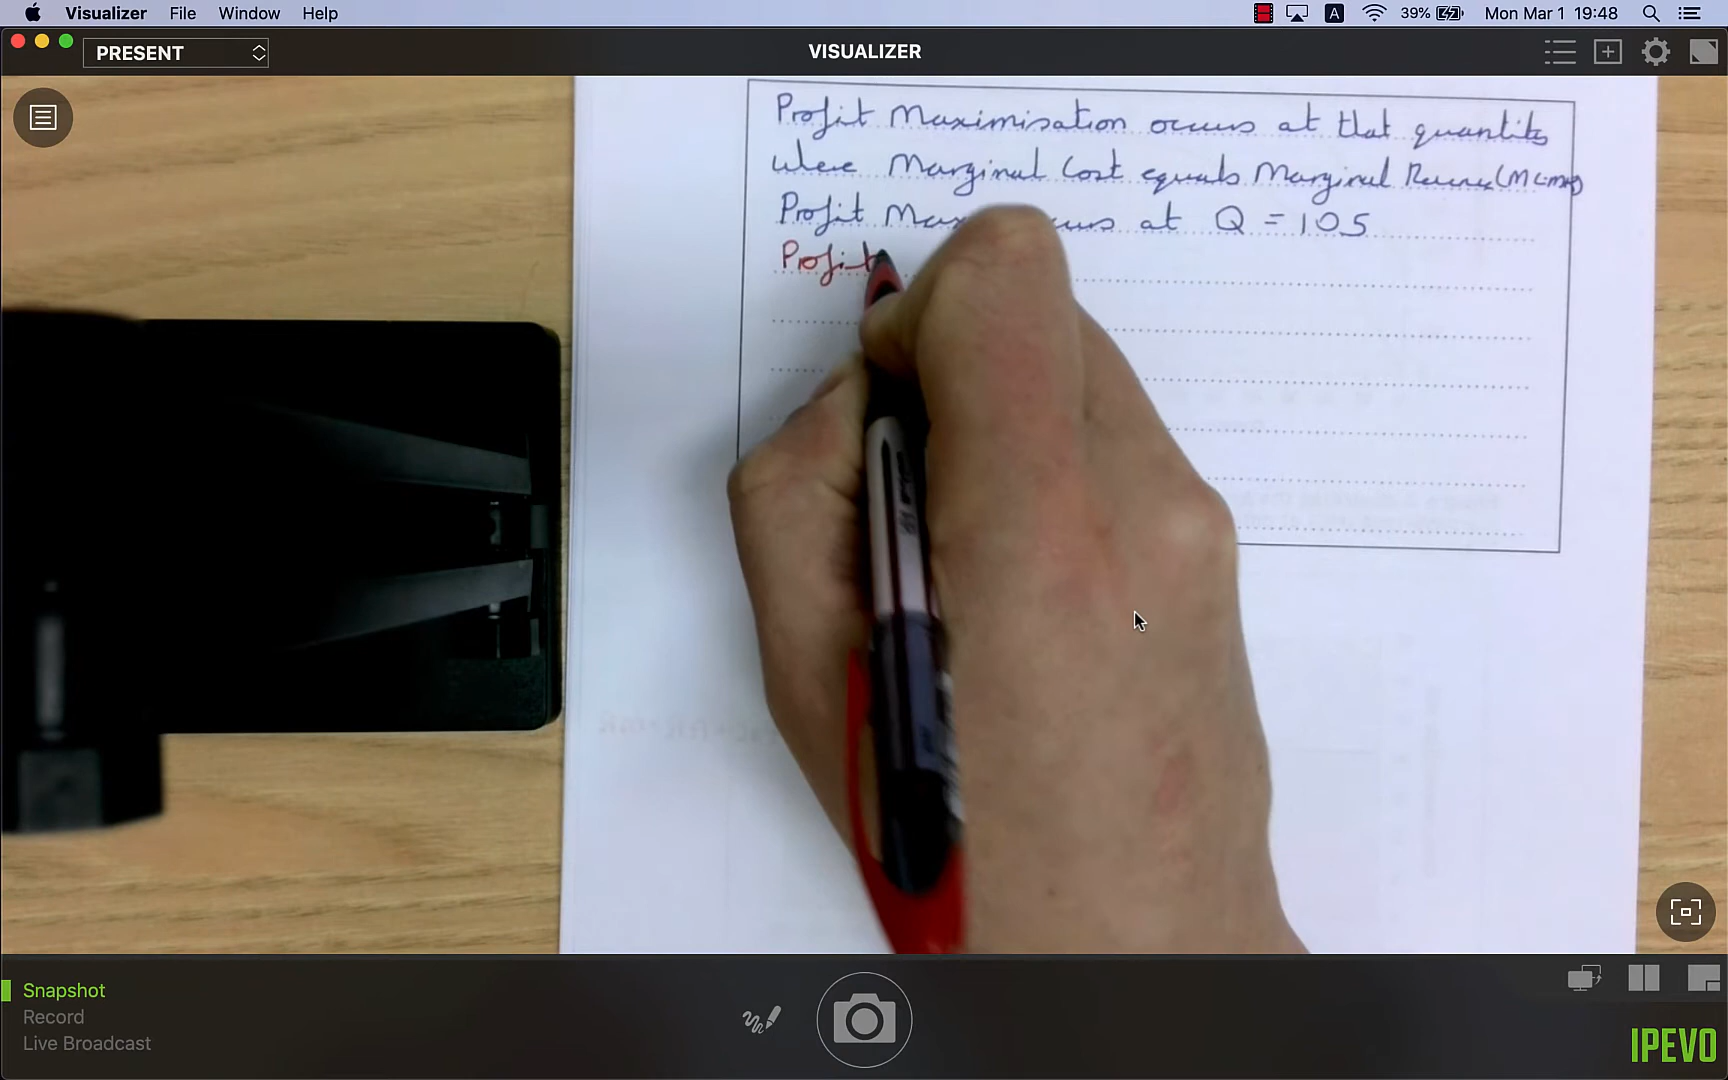 Visualizer File Window Help 39% Mon Mar 1 19:48
PRESENT VISUALIZER
Profit Maximisation occurs at that quantity
where Marginal Cost equals Marginal Revenue (MC=MR)
Profit Max at Q = 105
Profit
Snapshot
Record
Live Broadcast
IPEVO